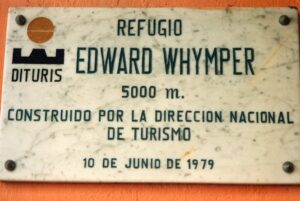 REFUGIO
DITURIS
EDWARD WHYMPER
5000 m.
CONSTRUIDO POR LA DIRECCION NACIONAL
DE TURISMO
10 DE JUNIO DE 1979